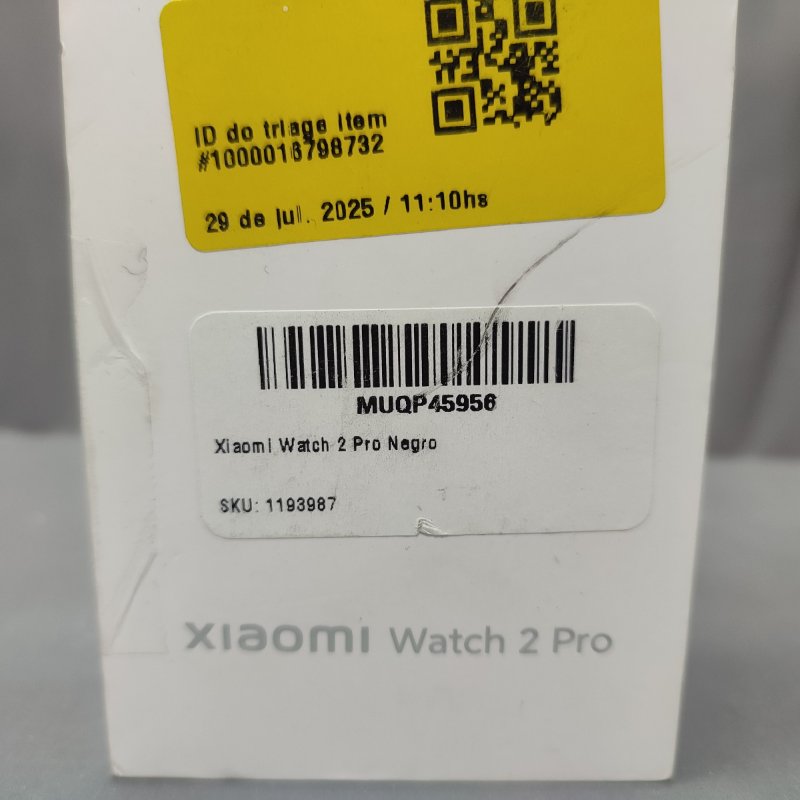 ID do triage item
#1000016798732
29 de jul. 2025 / 11:10hs
MUQP45956
Xiaomi Watch 2 Pro Negro
SKU: 1193987
xiaomi Watch 2 Pro